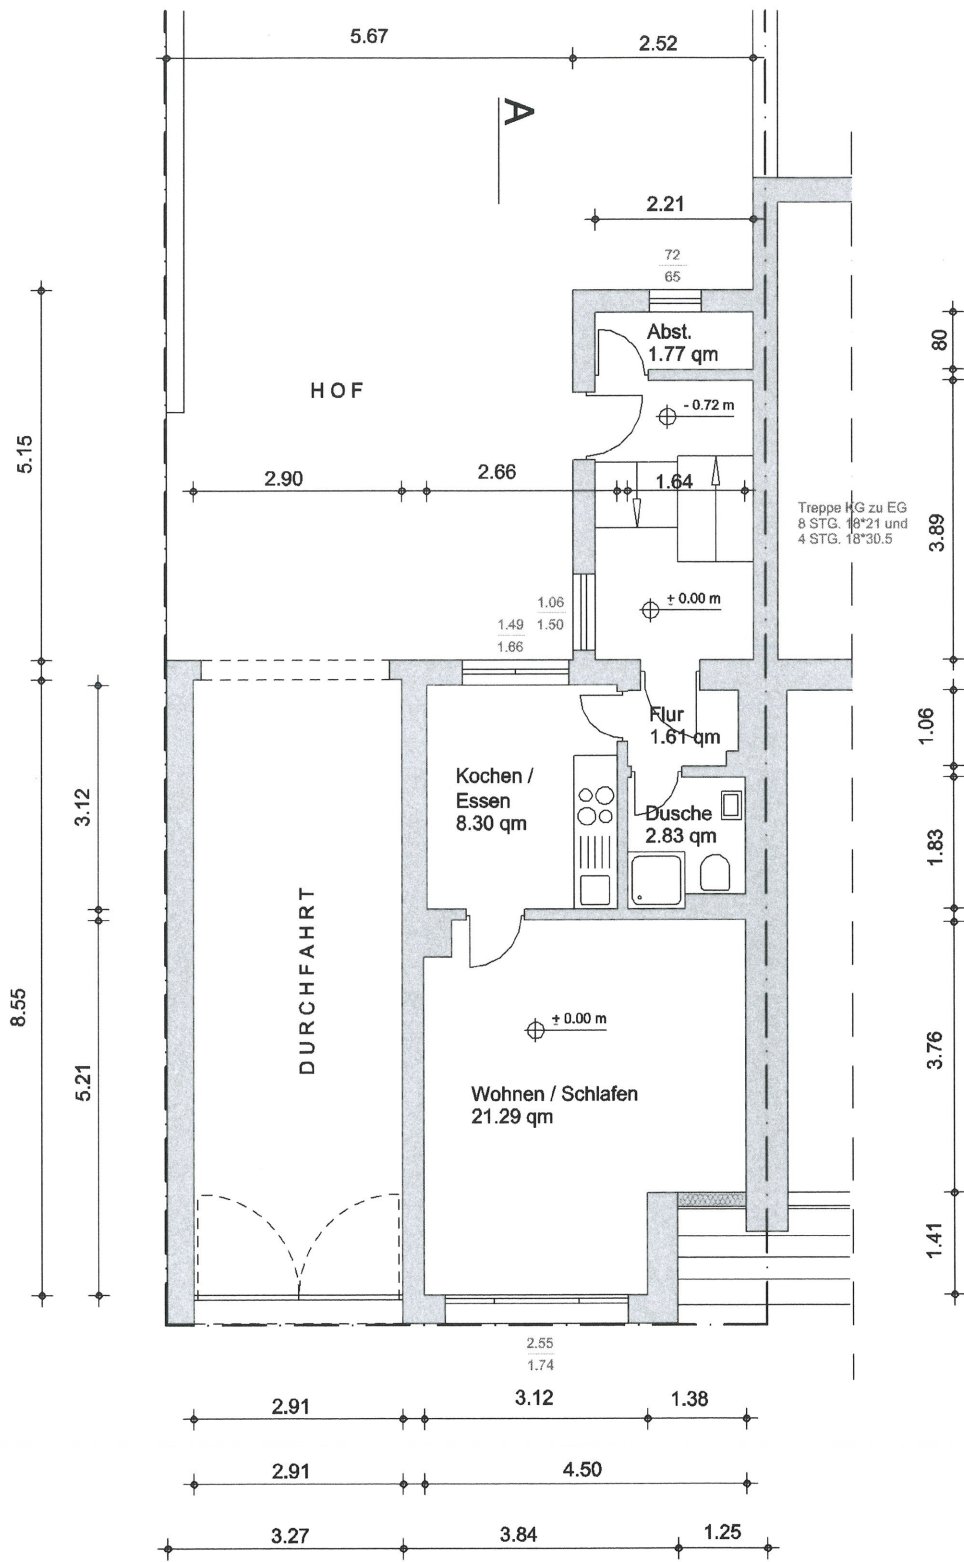 5.67
2.52
A
2.21
72
65
Abst.
1.77 qm
80
- 0.72 m
HOF
5.15
2.90
2.66
1.64
Treppe KG zu EG
8 STG. 18*21 und
4 STG. 18*30.5
3.89
1.06
1.50
± 0.00 m
1.49
1.66
Flur
1.61 qm
1.06
Kochen /
Essen
8.30 qm
3.12
Dusche
2.83 qm
1.83
DURCHFAHRT
8.55
± 0.00 m
5.21
3.76
Wohnen / Schlafen
21.29 qm
1.41
2.55
1.74
2.91
3.12
1.38
2.91
4.50
3.27
3.84
1.25